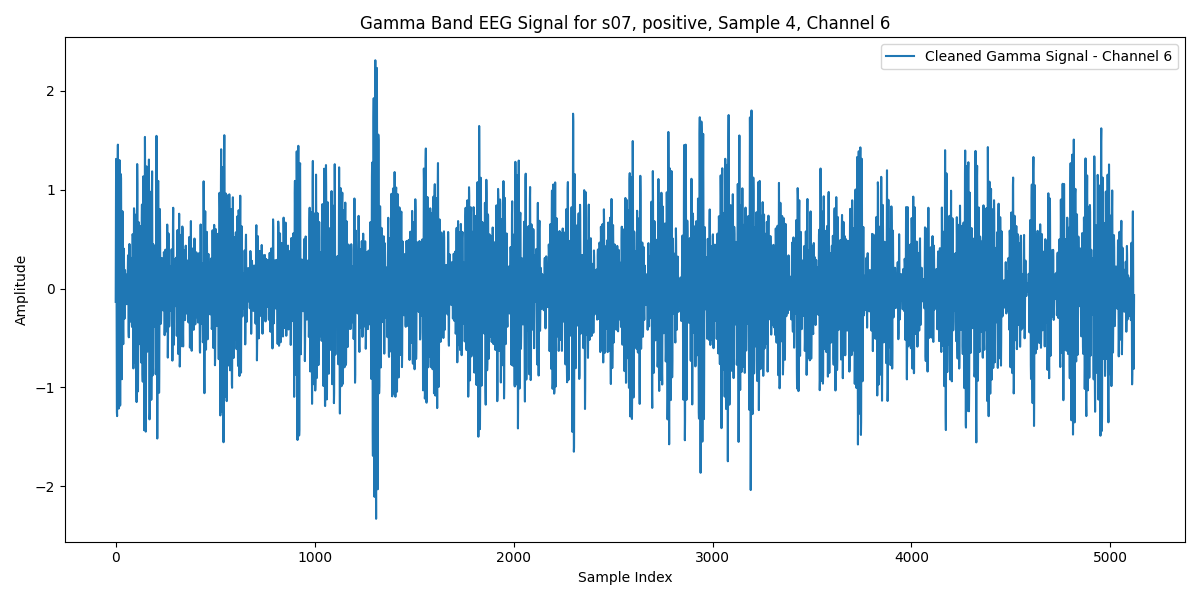 Gamma Band EEG Signal for s07, positive, Sample 4, Channel 6
Cleaned Gamma Signal - Channel 6
Amplitude
2
1
0
−1
−2
0 1000 2000 3000 4000 5000
Sample Index